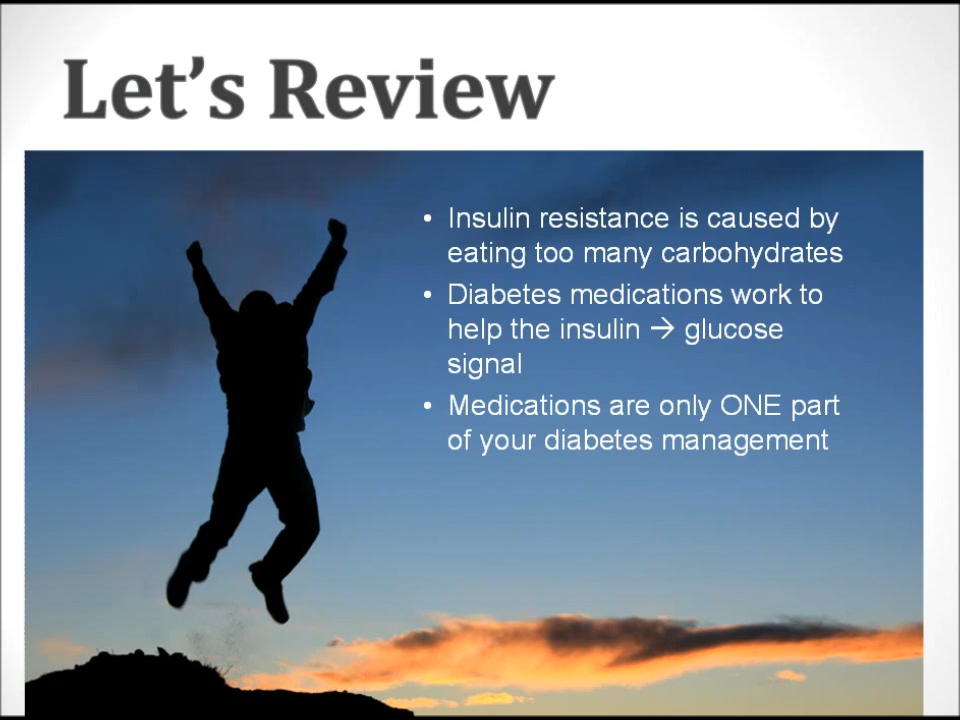 Let's Review
• Insulin resistance is caused by
eating too many carbohydrates
• Diabetes medications work to
help the insulin → glucose
signal
• Medications are only ONE part
of your diabetes management